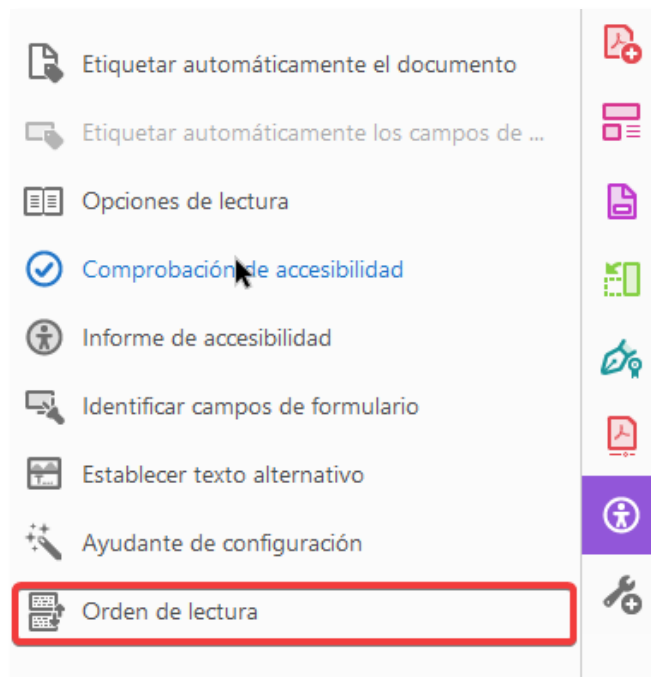 Etiquetar automáticamente el documento
Etiquetar automáticamente los campos de ...
Opciones de lectura
Comprobación de accesibilidad
Informe de accesibilidad
Identificar campos de formulario
Establecer texto alternativo
Ayudante de configuración
Orden de lectura